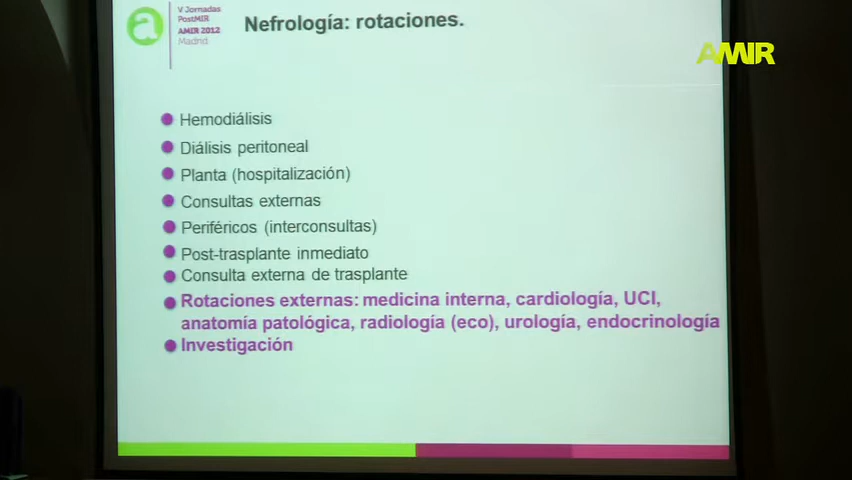 V Jornadas
PostMIR
AMIR 2012
Madrid
Nefrología: rotaciones.
AMIR
Hemodiálisis
Diálisis peritoneal
Planta (hospitalización)
Consultas externas
Periféricos (interconsultas)
Post-trasplante inmediato
Consulta externa de trasplante
Rotaciones externas: medicina interna, cardiología, UCI,
anatomía patológica, radiología (eco), urología, endocrinología
Investigación